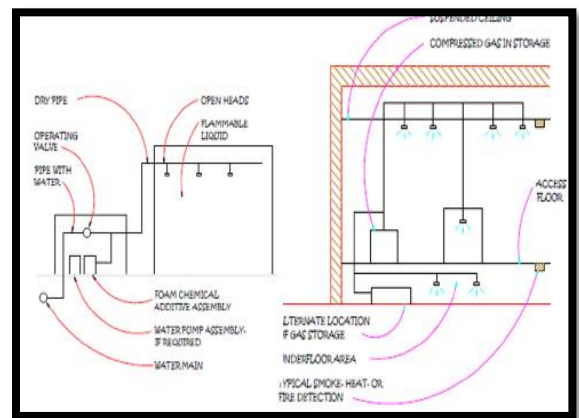 DRY PIPE
OPERATING
VALVE
PIPE WITH
WATER
OPEN HEADS
FLAMMABLE
LIQUID
FOAM CHEMICAL
ADDITIVE ASSEMBLY
WATER PUMP ASSEMBLY-
IF REQUIRED
WATER MAIN
SUSPENDED CEILING
COMPRESSED GAS IN STORAGE
ACCESS
FLOOR
LTERNATE LOCATION
F GAS STORAGE
NDERFLOOR AREA
YPICAL SMOKE- HEAT- OR
FIRE DETECTION